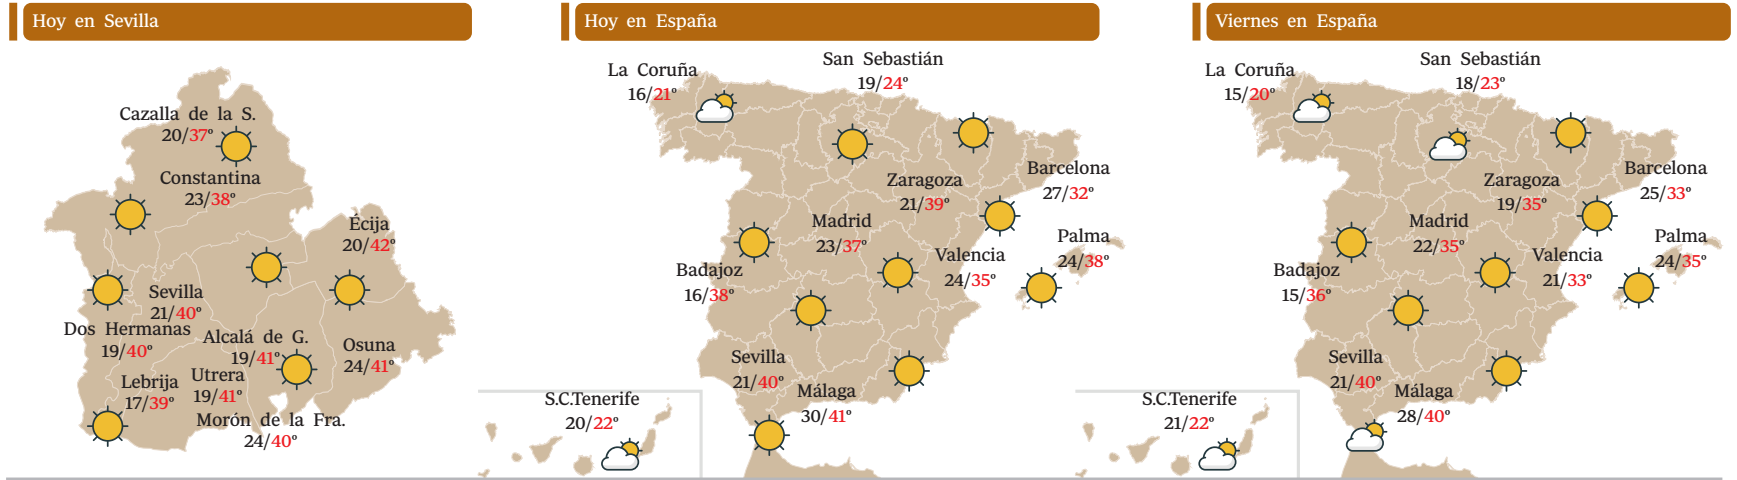 Hoy en Sevilla
Cazalla de la S.
20/37º
Constantina
23/38º
Écija
20/42º
Sevilla
21/40º
Dos Hermanas
19/40º
Alcalá de G.
19/41º
Osuna
24/41º
Lebrija
17/39º
Utrera
19/41º
Morón de la Fra.
24/40º
Hoy en España
La Coruña
16/21º
San Sebastián
19/24º
Barcelona
27/32º
Zaragoza
21/39º
Madrid
23/37º
Palma
24/38º
Valencia
24/35º
Badajoz
16/38º
Sevilla
21/40º
Málaga
30/41º
S.C.Tenerife
20/22º
Viernes en España
La Coruña
15/20º
San Sebastián
18/23º
Barcelona
25/33º
Zaragoza
19/35º
Madrid
22/35º
Palma
24/35º
Valencia
21/33º
Badajoz
15/36º
Sevilla
21/40º
Málaga
28/40º
S.C.Tenerife
21/22º